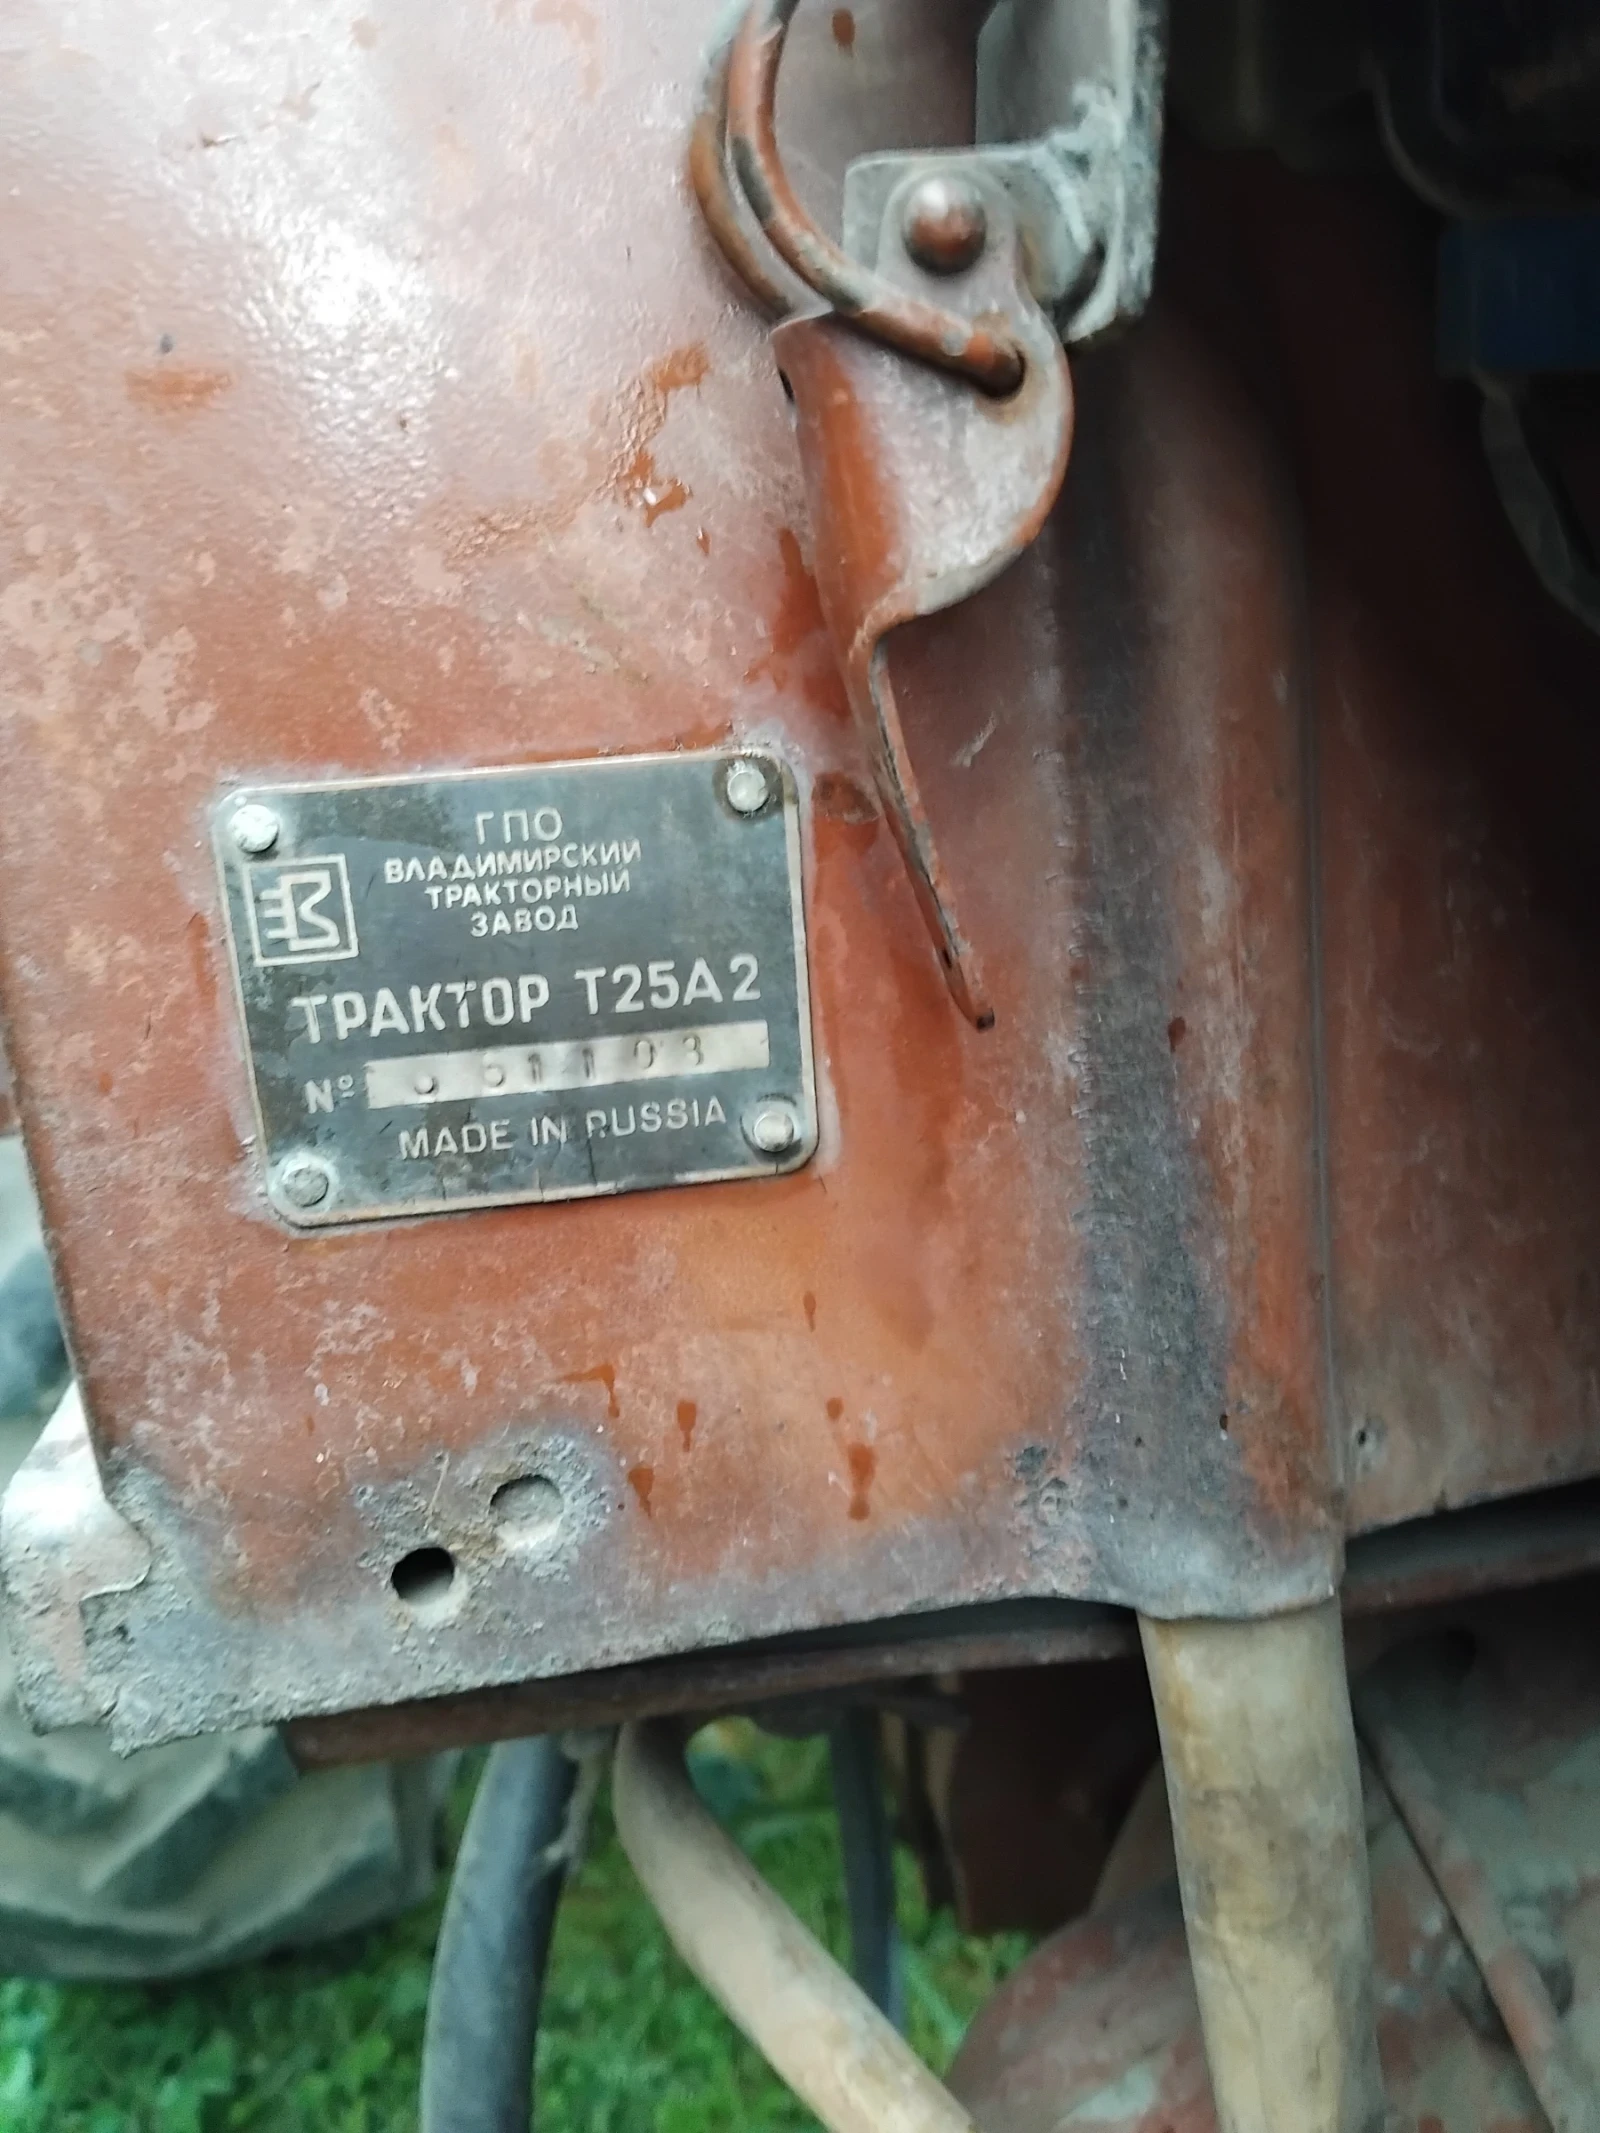 ГПО
ВЛАДИМИРСКИЙ
ТРАКТОРНЫЙ
ЗАВОД
ТРАКТОР Т25А2
№
MADE IN RUSSIA